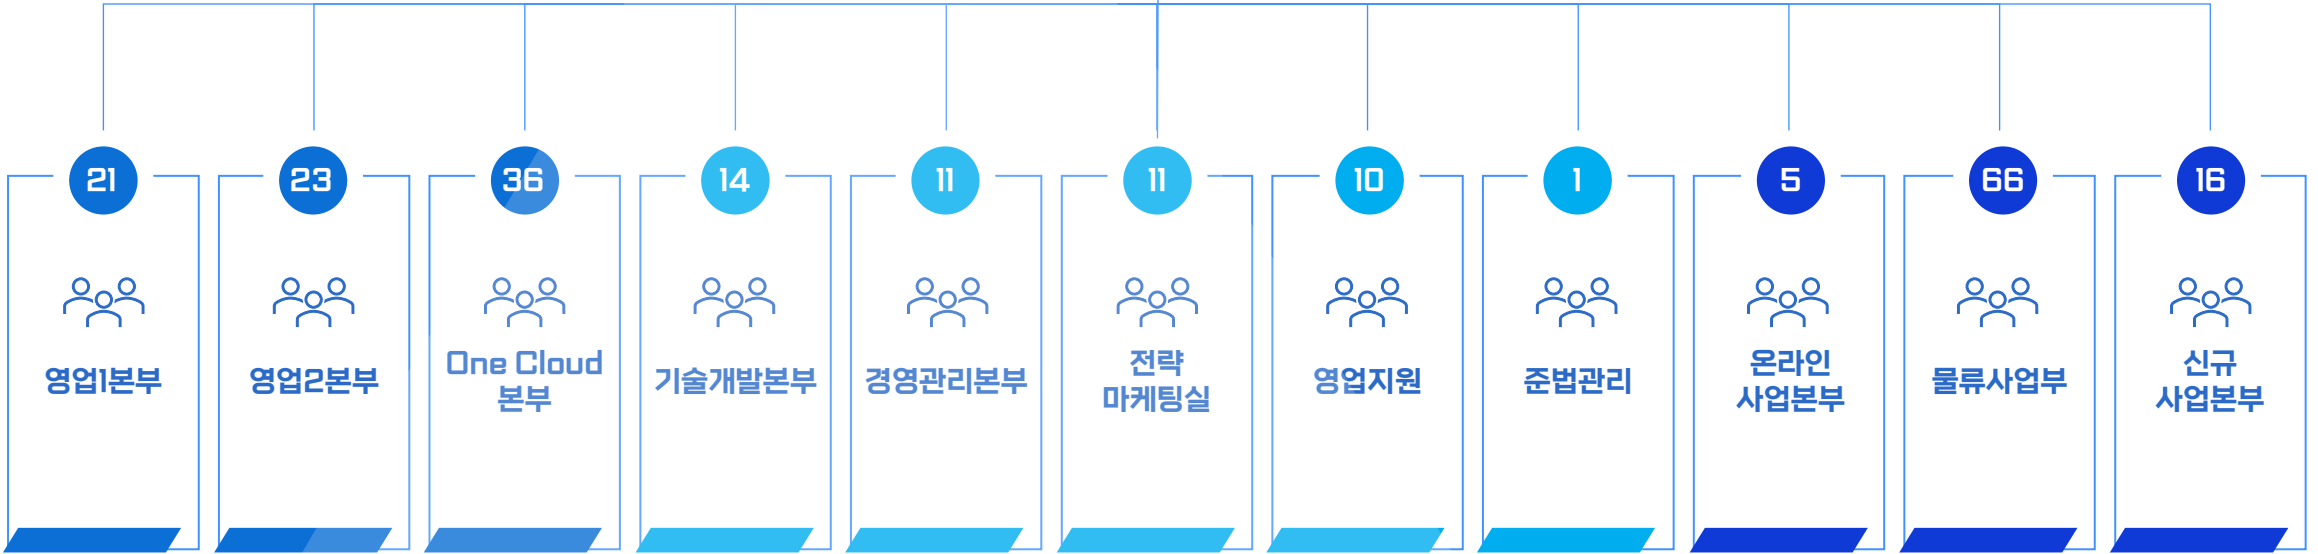 21
영업1본부
23
영업2본부
36
One Cloud
본부
14
기술개발본부
11
경영관리본부
11
전략
마케팅실
10
영업지원
1
준법관리
5
온라인
사업본부
66
물류사업부
16
신규
사업본부